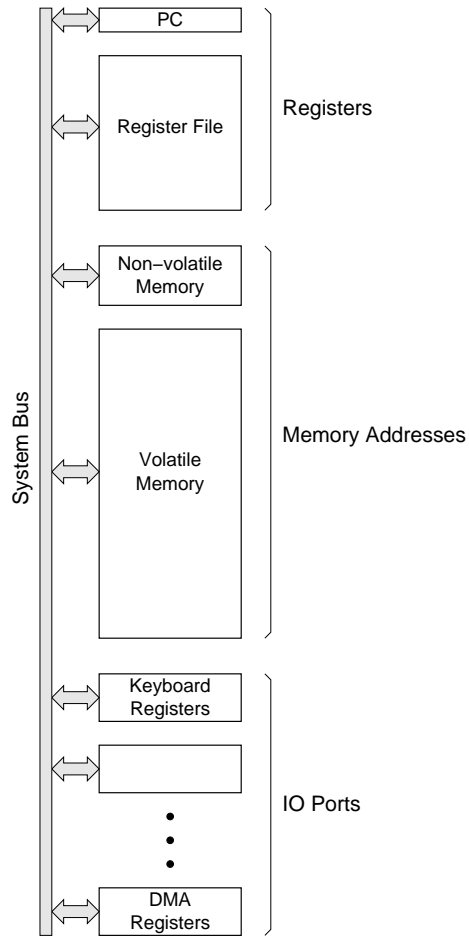 PC
Register File
Registers
Non−volatile
Memory
System Bus
Volatile
Memory
Memory Addresses
Keyboard
Registers
IO Ports
DMA
Registers